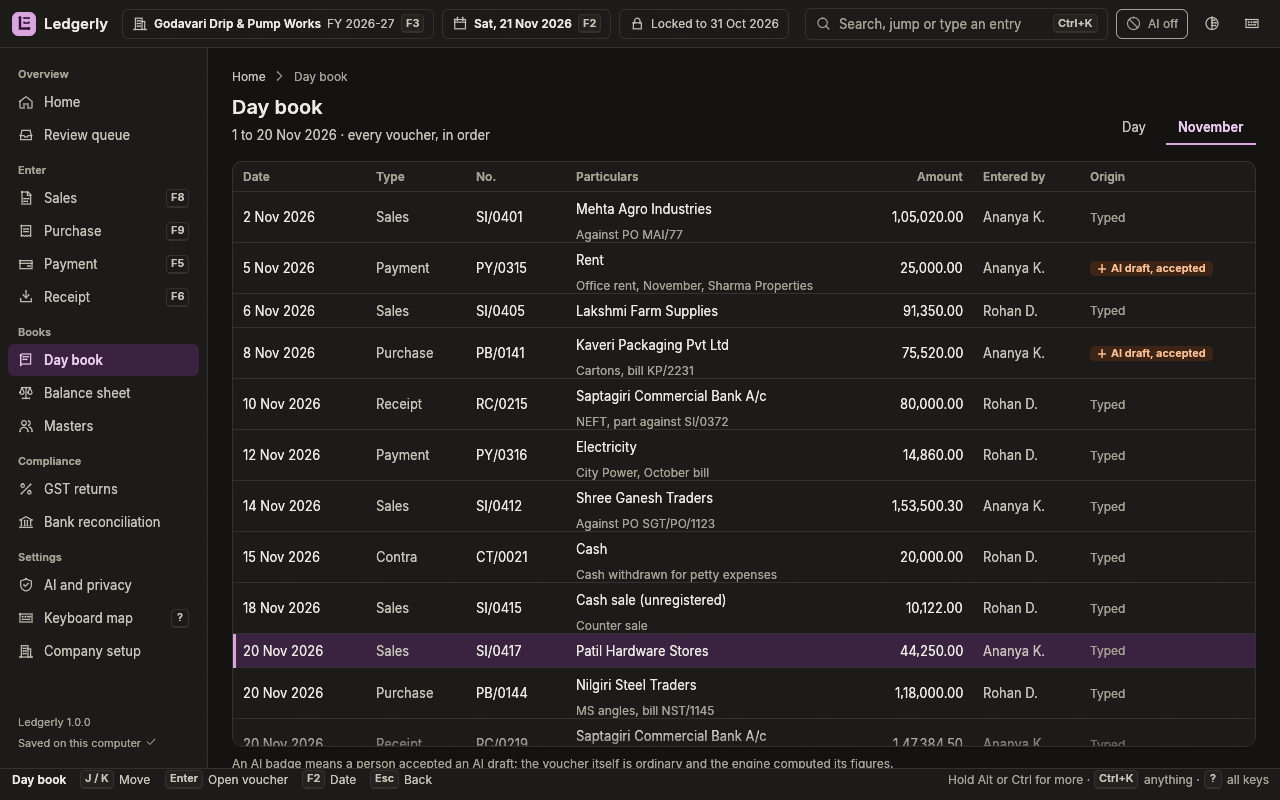 Ledgerly
Godavari Drip & Pump Works FY 2026-27 F3
Sat, 21 Nov 2026 F2
Locked to 31 Oct 2026
Search, jump or type an entry Ctrl+K
AI off
Overview
Home
Review queue
Enter
Sales F8
Purchase F9
Payment F5
Receipt F6
Books
Day book
Balance sheet
Masters
Compliance
GST returns
Bank reconciliation
Settings
AI and privacy
Keyboard map ?
Company setup
Ledgerly 1.0.0
Saved on this computer
Home > Day book
Day book
1 to 20 Nov 2026 · every voucher, in order
Day November
Date Type No. Particulars Amount Entered by Origin
2 Nov 2026 Sales SI/0401 Mehta Agro Industries 1,05,020.00 Ananya K. Typed
Against PO MAI/77
5 Nov 2026 Payment PY/0315 Rent 25,000.00 Ananya K. AI draft, accepted
Office rent, November, Sharma Properties
6 Nov 2026 Sales SI/0405 Lakshmi Farm Supplies 91,350.00 Rohan D. Typed
8 Nov 2026 Purchase PB/0141 Kaveri Packaging Pvt Ltd 75,520.00 Ananya K. AI draft, accepted
Cartons, bill KP/2231
10 Nov 2026 Receipt RC/0215 Saptagiri Commercial Bank A/c 80,000.00 Rohan D. Typed
NEFT, part against SI/0372
12 Nov 2026 Payment PY/0316 Electricity 14,860.00 Rohan D. Typed
City Power, October bill
14 Nov 2026 Sales SI/0412 Shree Ganesh Traders 1,53,500.30 Ananya K. Typed
Against PO SGT/PO/1123
15 Nov 2026 Contra CT/0021 Cash 20,000.00 Rohan D. Typed
Cash withdrawn for petty expenses
18 Nov 2026 Sales SI/0415 Cash sale (unregistered) 10,122.00 Rohan D. Typed
Counter sale
20 Nov 2026 Sales SI/0417 Patil Hardware Stores 44,250.00 Ananya K. Typed
20 Nov 2026 Purchase PB/0144 Nilgiri Steel Traders 1,18,000.00 Rohan D. Typed
MS angles, bill NST/1145
20 Nov 2026 Receipt RC/0219 Saptagiri Commercial Bank A/c 1,47,384.50 Rohan D. Typed
An AI badge means a person accepted an AI draft; the voucher itself is ordinary and the engine computed its figures.
Day book J / K Move Enter Open voucher F2 Date Esc Back
Hold Alt or Ctrl for more · Ctrl+K anything · ? all keys